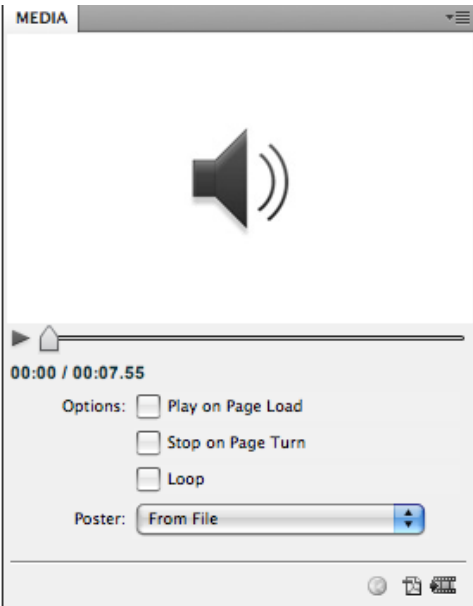 MEDIA
00:00 / 00:07.55
Options: Play on Page Load
Stop on Page Turn
Loop
Poster: From File